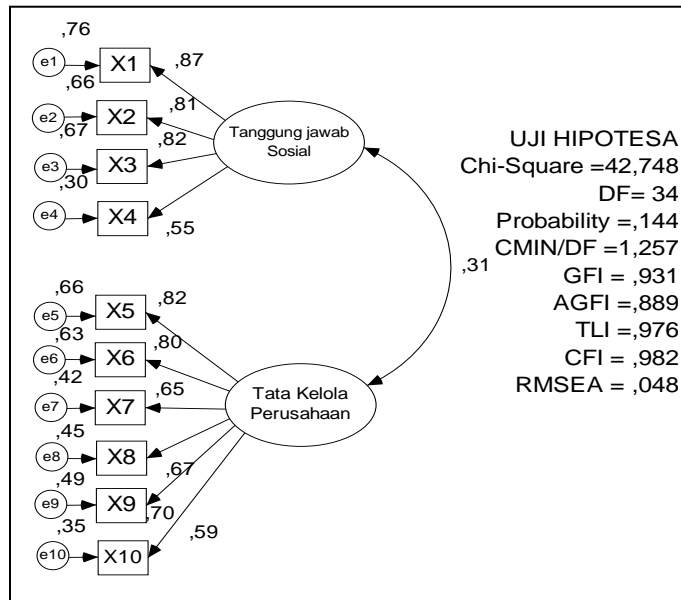 ,76
e1
X1
,87
,66
e2
X2
,81
,67
e3
X3
,82
,30
e4
X4
,55
Tanggung jawab
Sosial
,31
,66
e5
X5
,82
,63
e6
X6
,80
,42
e7
X7
,65
,45
e8
X8
,67
,49
e9
X9
,70
,35
e10
X10
,59
Tata Kelola
Perusahaan
UJI HIPOTESA
Chi-Square =42,748
DF= 34
Probability =,144
CMIN/DF =1,257
GFI = ,931
AGFI = ,889
TLI = ,976
CFI = ,982
RMSEA = ,048